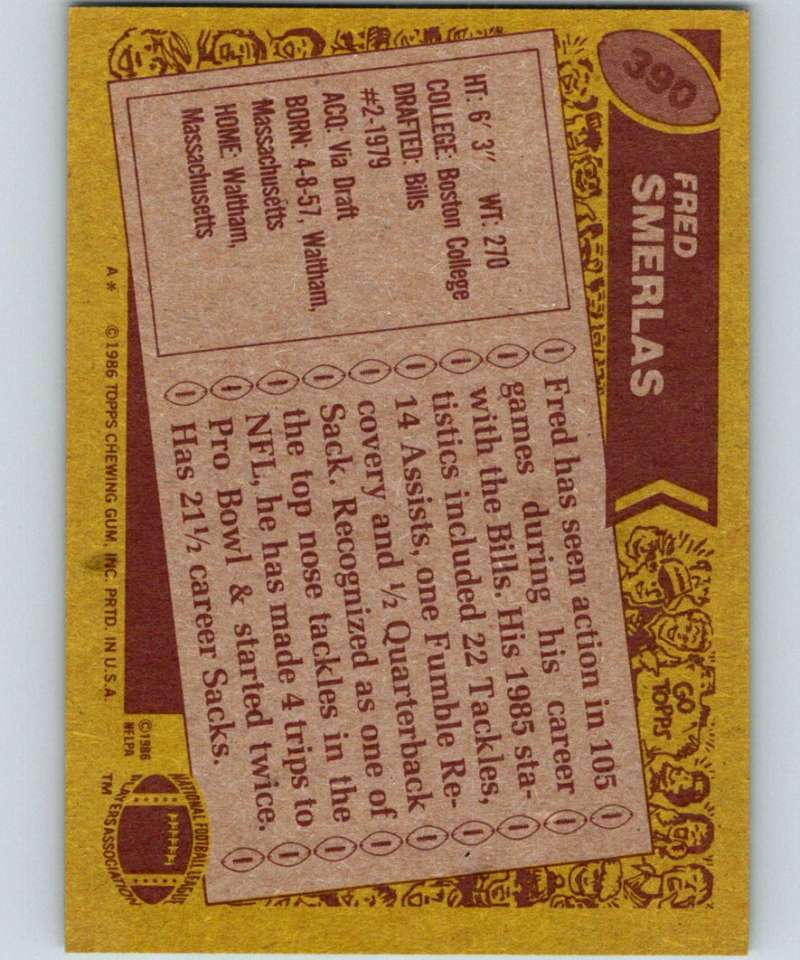 390
FRED
SMERLAS
HT: 6' 3" WT: 270
COLLEGE: Boston College
DRAFTED: Bills
#2-1979
ACQ: Via Draft
BORN: 4-8-57, Waltham,
Massachusetts
HOME: Waltham,
Massachusetts
Fred has seen action in 105
games during his career
with the Bills. His 1985 sta-
tistics included 22 Tackles,
14 Assists, one Fumble Re-
covery and ½ Quarterback
Sack. Recognized as one of
the top nose tackles in the
NFL, he has made 4 trips to
Pro Bowl & started twice.
Has 21½ career Sacks.
GO
TOPPS
A* ©1986 TOPPS CHEWING GUM, INC. PRTD. IN U.S.A.
©1986
NFLPA
NATIONAL FOOTBALL LEAGUE
PLAYERS ASSOCIATION
TM